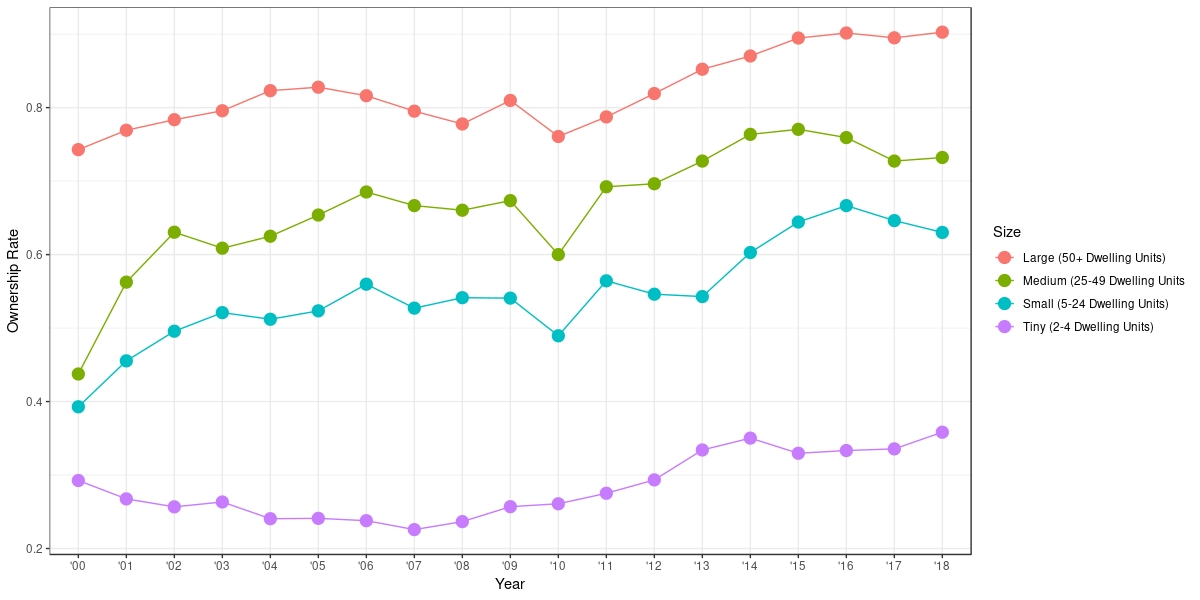 0.8
0.6
0.4
0.2
Ownership Rate
'00 '01 '02 '03 '04 '05 '06 '07 '08 '09 '10 '11 '12 '13 '14 '15 '16 '17 '18
Year
Size
Large (50+ Dwelling Units)
Medium (25-49 Dwelling Units
Small (5-24 Dwelling Units)
Tiny (2-4 Dwelling Units)